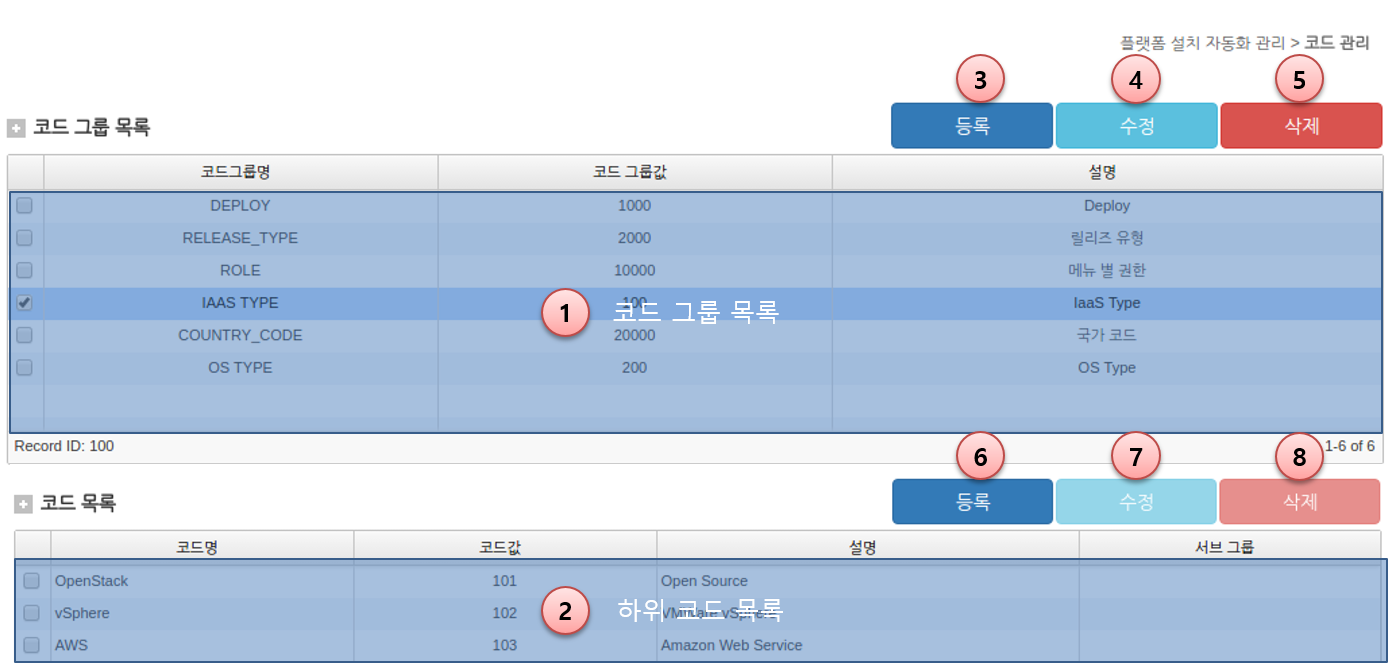 플랫폼 설치 자동화 관리 > 코드 관리
3 4 5
코드 그룹 목록 등록 수정 삭제
코드그룹명 코드 그룹값 설명
DEPLOY 1000 Deploy
RELEASE_TYPE 2000 릴리즈 유형
ROLE 10000 메뉴 별 권한
IAAS TYPE 100 IaaS Type
1 코드 그룹 목록
COUNTRY_CODE 20000 국가 코드
OS TYPE 200 OS Type
Record ID: 100 1-6 of 6
6 7 8
코드 목록 등록 수정 삭제
코드명 코드값 설명 서브 그룹
OpenStack 101 Open Source
vSphere 102 VMware vSphere
2 하위 코드 목록
AWS 103 Amazon Web Service